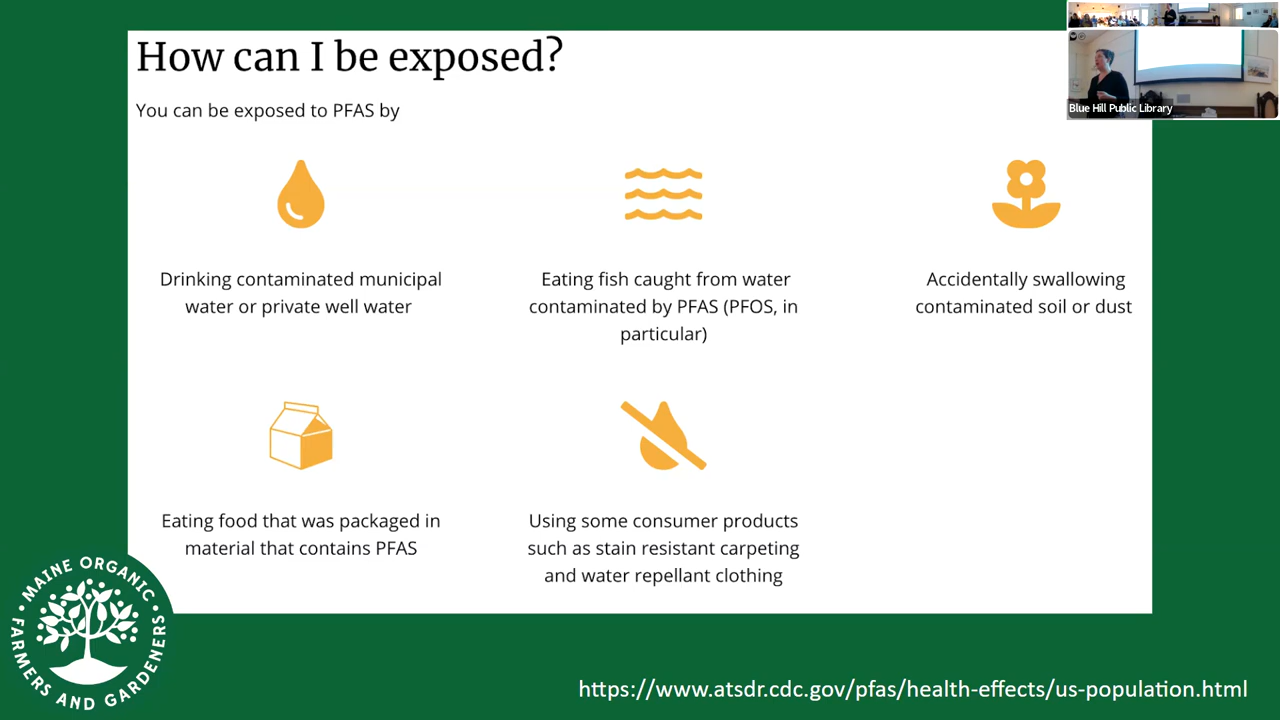 How can I be exposed?
You can be exposed to PFAS by
Drinking contaminated municipal
water or private well water
Eating fish caught from water
contaminated by PFAS (PFOS, in
particular)
Accidentally swallowing
contaminated soil or dust
Eating food that was packaged in
material that contains PFAS
Using some consumer products
such as stain resistant carpeting
and water repellant clothing
Blue Hill Public Library
• MAINE ORGANIC •
FARMERS AND GARDENERS
https://www.atsdr.cdc.gov/pfas/health-effects/us-population.html